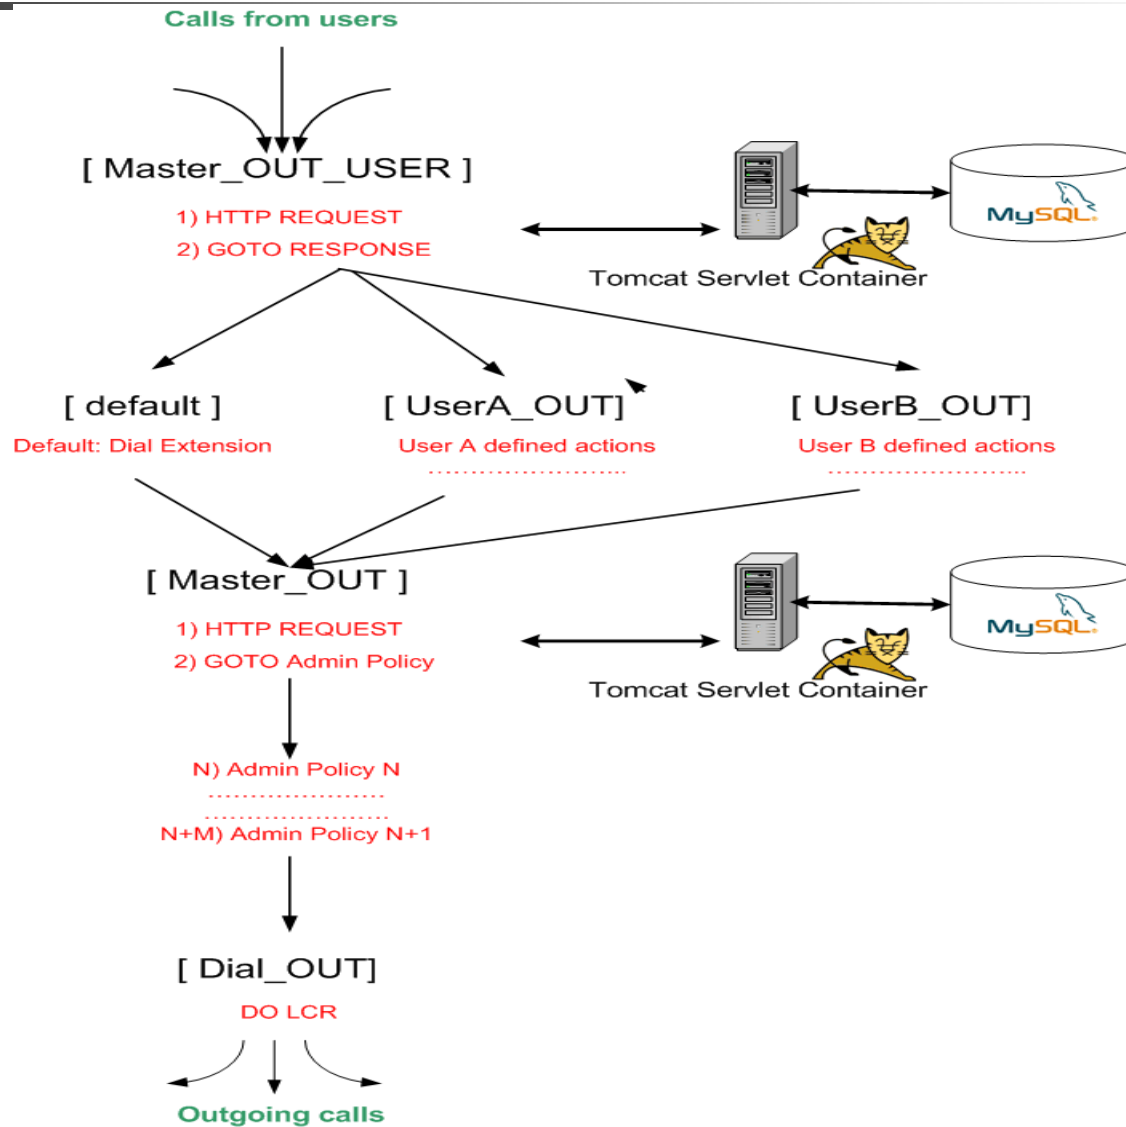 Calls from users
[ Master_OUT_USER ]
1) HTTP REQUEST
2) GOTO RESPONSE
MySQL®
Tomcat Servlet Container
[ default ]
[ UserA_OUT]
[ UserB_OUT]
Default: Dial Extension
User A defined actions
User B defined actions
[ Master_OUT ]
1) HTTP REQUEST
2) GOTO Admin Policy
MySQL®
Tomcat Servlet Container
N) Admin Policy N
N+M) Admin Policy N+1
[ Dial_OUT]
DO LCR
Outgoing calls